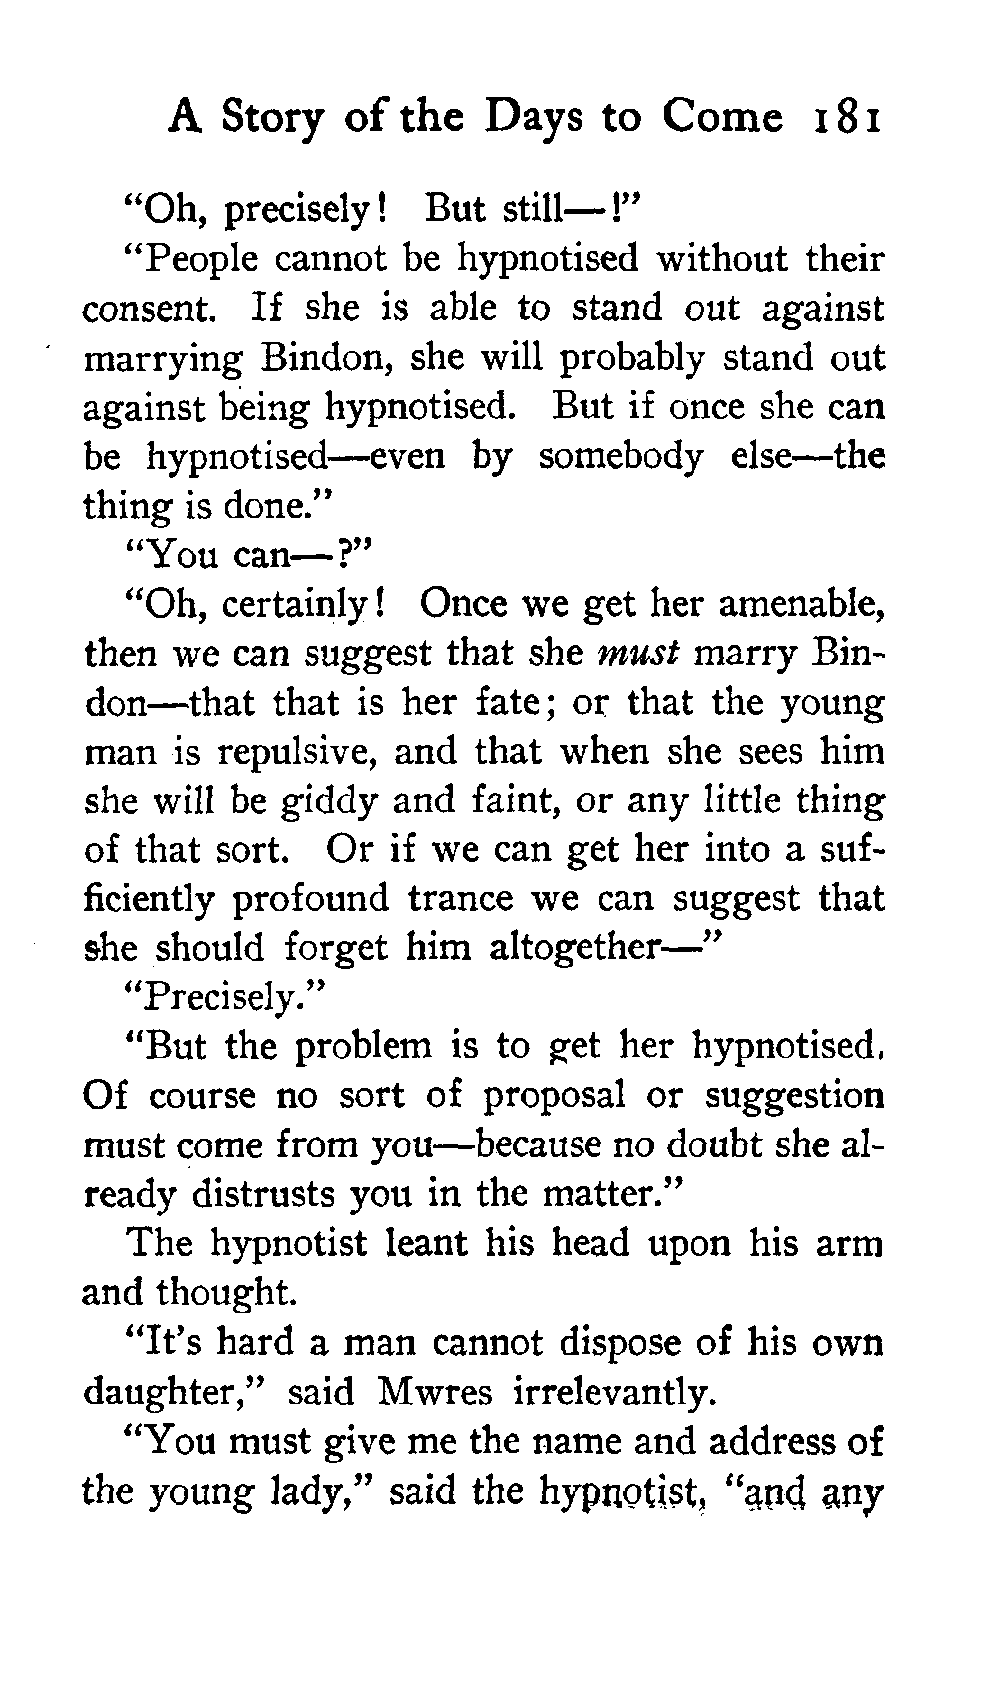 A Story of the Days to Come 181
“Oh, precisely! But still—!”
“People cannot be hypnotised without their
consent. If she is able to stand out against
marrying Bindon, she will probably stand out
against being hypnotised. But if once she can
be hypnotised—even by somebody else—the
thing is done.”
“You can—?”
“Oh, certainly! Once we get her amenable,
then we can suggest that she must marry Bin-
don—that that is her fate; or that the young
man is repulsive, and that when she sees him
she will be giddy and faint, or any little thing
of that sort. Or if we can get her into a suf-
ficiently profound trance we can suggest that
she should forget him altogether—”
“Precisely.”
“But the problem is to get her hypnotised.
Of course no sort of proposal or suggestion
must come from you—because no doubt she al-
ready distrusts you in the matter.”
The hypnotist leant his head upon his arm
and thought.
“It’s hard a man cannot dispose of his own
daughter,” said Mwres irrelevantly.
“You must give me the name and address of
the young lady,” said the hypnotist, “and any